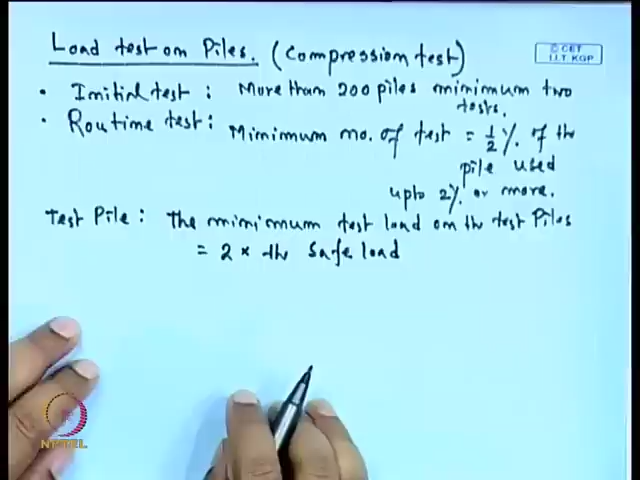 Load test on Piles. (Compression test)
© CET
I.I.T. KGP
• Initial test : More than 200 piles minimum two
tests.
• Routine test : Minimum no. of test = 1/2 % of the
pile used
upto 2% or more.
Test Pile : The minimum test load on the test Piles
= 2 × the safe load
NPTEL